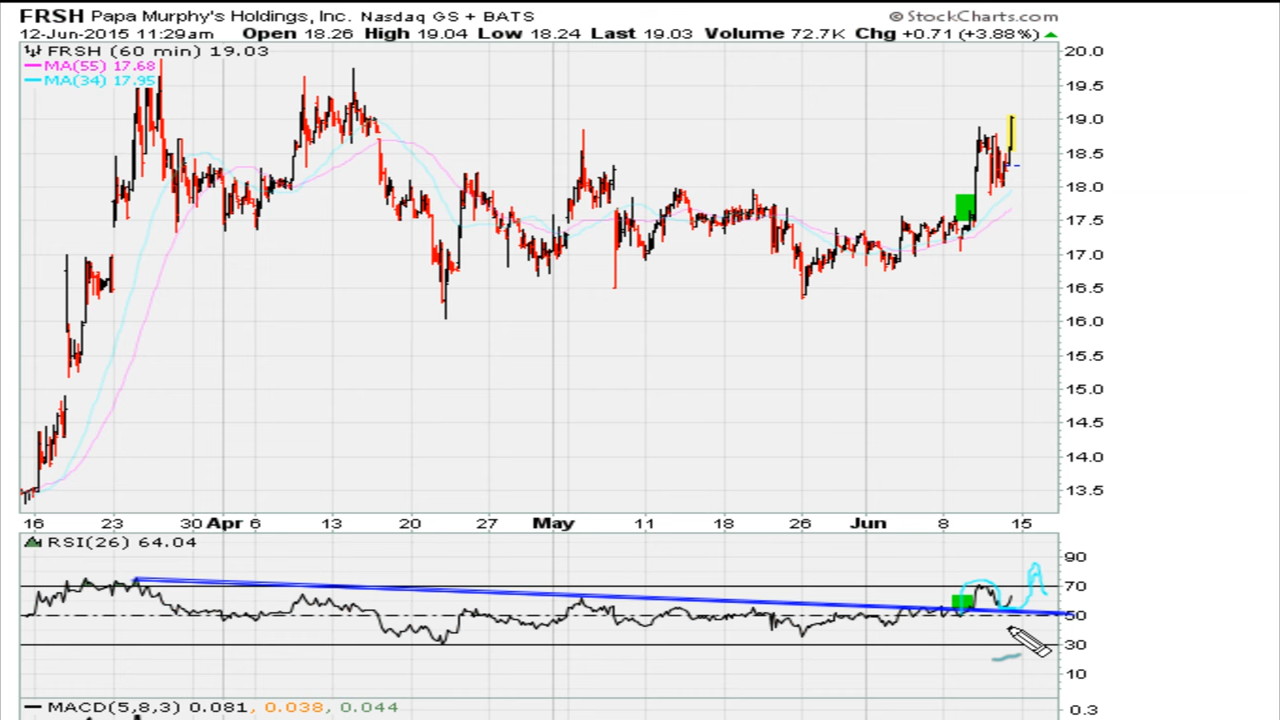 FRSH Papa Murphy's Holdings, Inc. Nasdaq GS + BATS
© StockCharts.com
12-Jun-2015 11:29am
Open 18.26 High 19.04 Low 18.24 Last 19.03 Volume 72.7K Chg +0.71 (+3.88%)
FRSH (60 min) 19.03
MA(55) 17.68
MA(34) 17.95
20.0
19.5
19.0
18.5
18.0
17.5
17.0
16.5
16.0
15.5
15.0
14.5
14.0
13.5
16 23 30 Apr 6 13 20 27 May 11 18 26 Jun 8 15
RSI(26) 64.04
90
70
50
30
10
MACD(5,8,3) 0.081, 0.038, 0.044
0.3